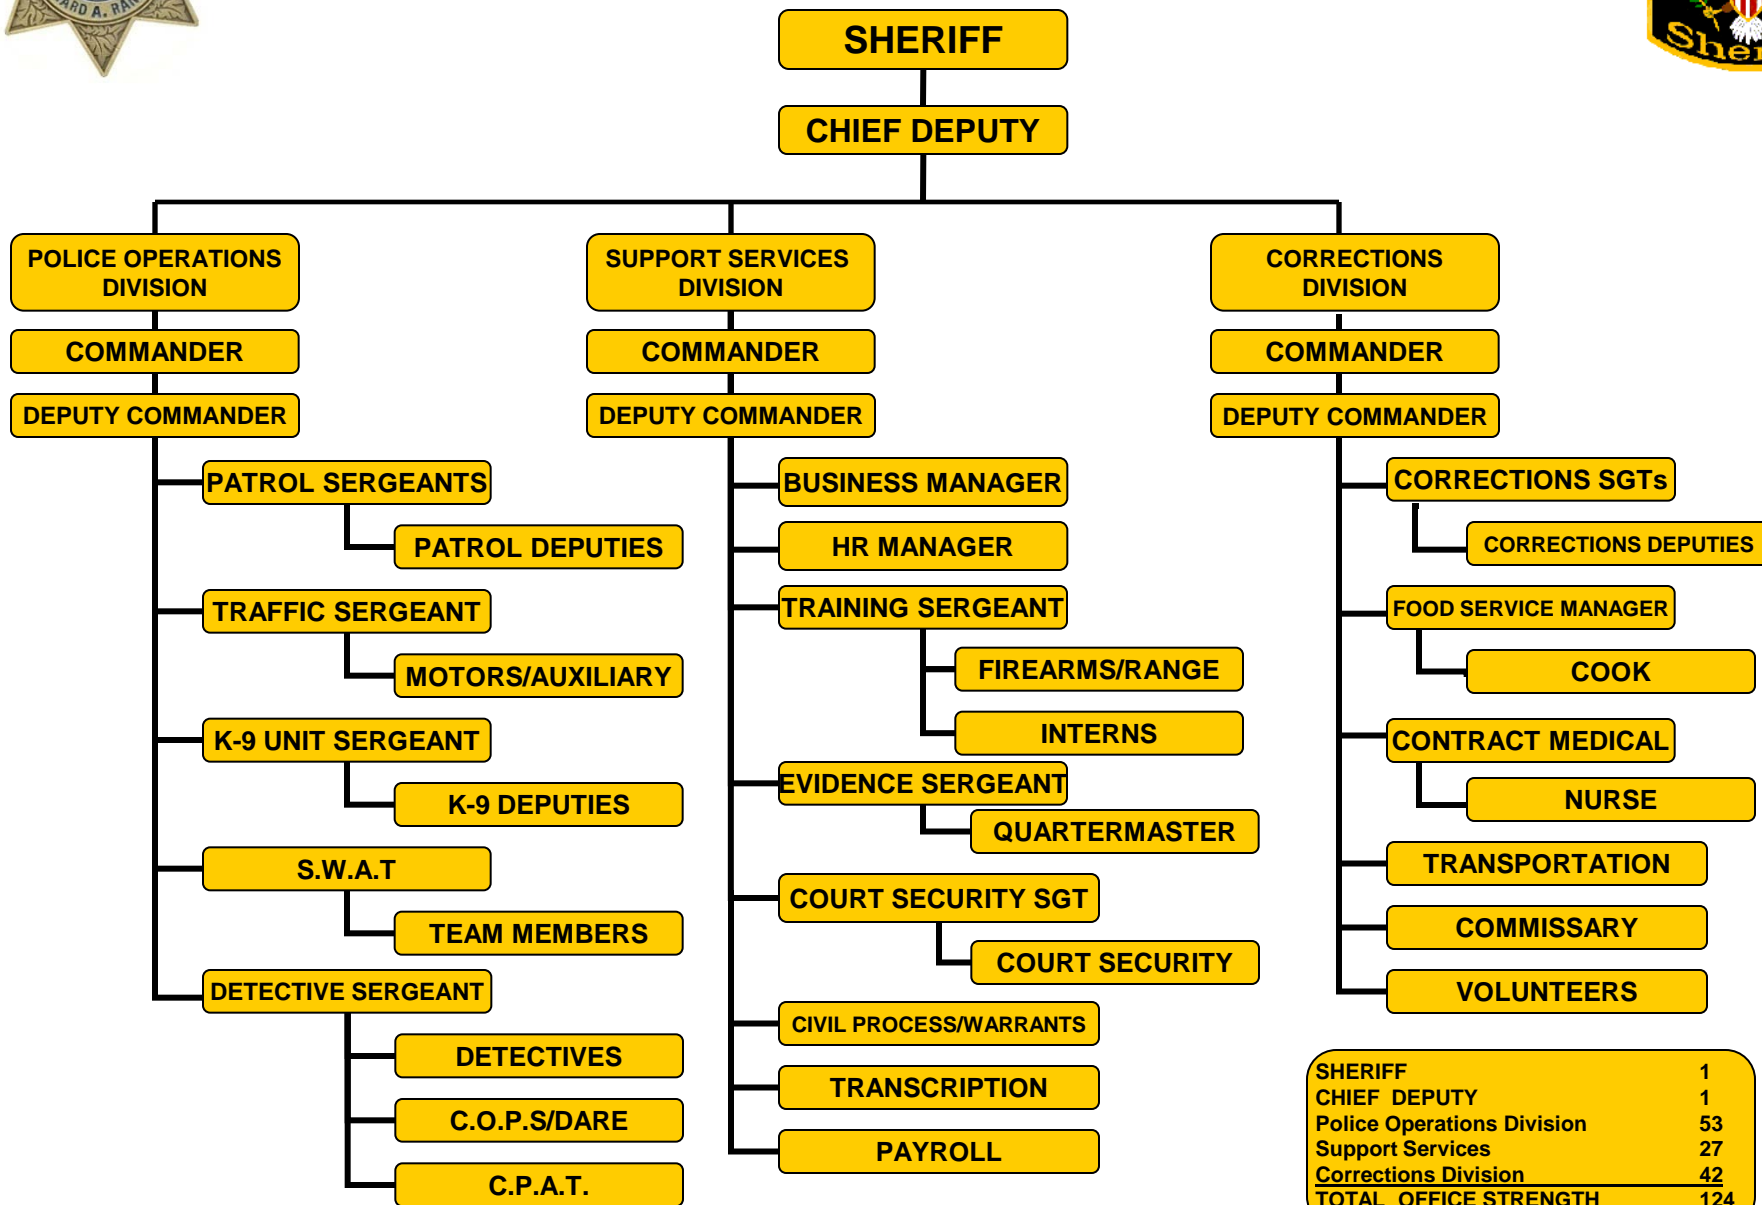 ARD A. RAN
Sher
SHERIFF
CHIEF DEPUTY
POLICE OPERATIONS
DIVISION
COMMANDER
DEPUTY COMMANDER
PATROL SERGEANTS
PATROL DEPUTIES
TRAFFIC SERGEANT
MOTORS/AUXILIARY
K-9 UNIT SERGEANT
K-9 DEPUTIES
S.W.A.T
TEAM MEMBERS
DETECTIVE SERGEANT
DETECTIVES
C.O.P.S/DARE
C.P.A.T.
SUPPORT SERVICES
DIVISION
COMMANDER
DEPUTY COMMANDER
BUSINESS MANAGER
HR MANAGER
TRAINING SERGEANT
FIREARMS/RANGE
INTERNS
EVIDENCE SERGEANT
QUARTERMASTER
COURT SECURITY SGT
COURT SECURITY
CIVIL PROCESS/WARRANTS
TRANSCRIPTION
PAYROLL
CORRECTIONS
DIVISION
COMMANDER
DEPUTY COMMANDER
CORRECTIONS SGTs
CORRECTIONS DEPUTIES
FOOD SERVICE MANAGER
COOK
CONTRACT MEDICAL
NURSE
TRANSPORTATION
COMMISSARY
VOLUNTEERS
SHERIFF 1
CHIEF DEPUTY 1
Police Operations Division 53
Support Services 27
Corrections Division 42
TOTAL OFFICE STRENGTH 124